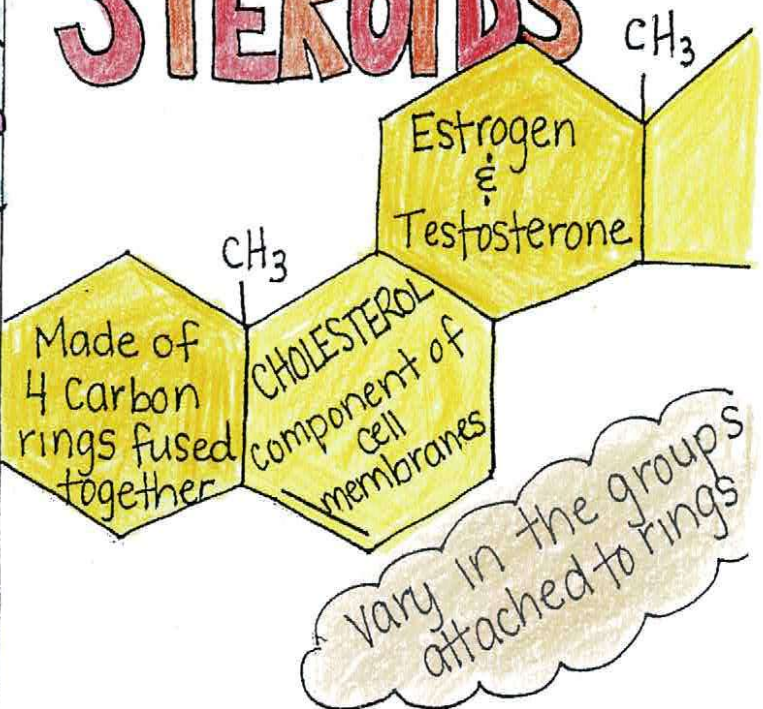 STEROIDS
CH3
Estrogen
&
Testosterone
CH3
Made of
4 Carbon
rings fused
together
CHOLESTEROL
component of
cell
membranes
vary in the groups
attached to rings